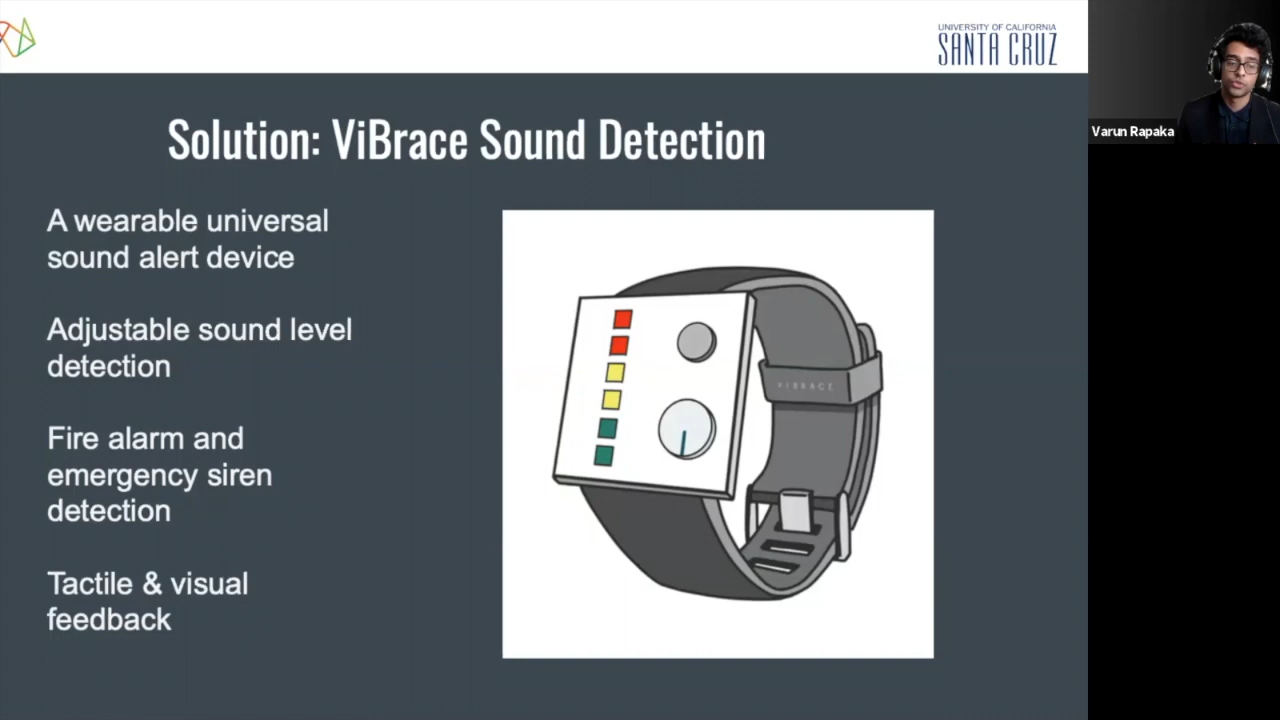 UNIVERSITY OF CALIFORNIA
SANTA CRUZ
Solution: ViBrace Sound Detection
A wearable universal
sound alert device
Adjustable sound level
detection
Fire alarm and
emergency siren
detection
Tactile & visual
feedback
VIBRACE
Varun Rapaka